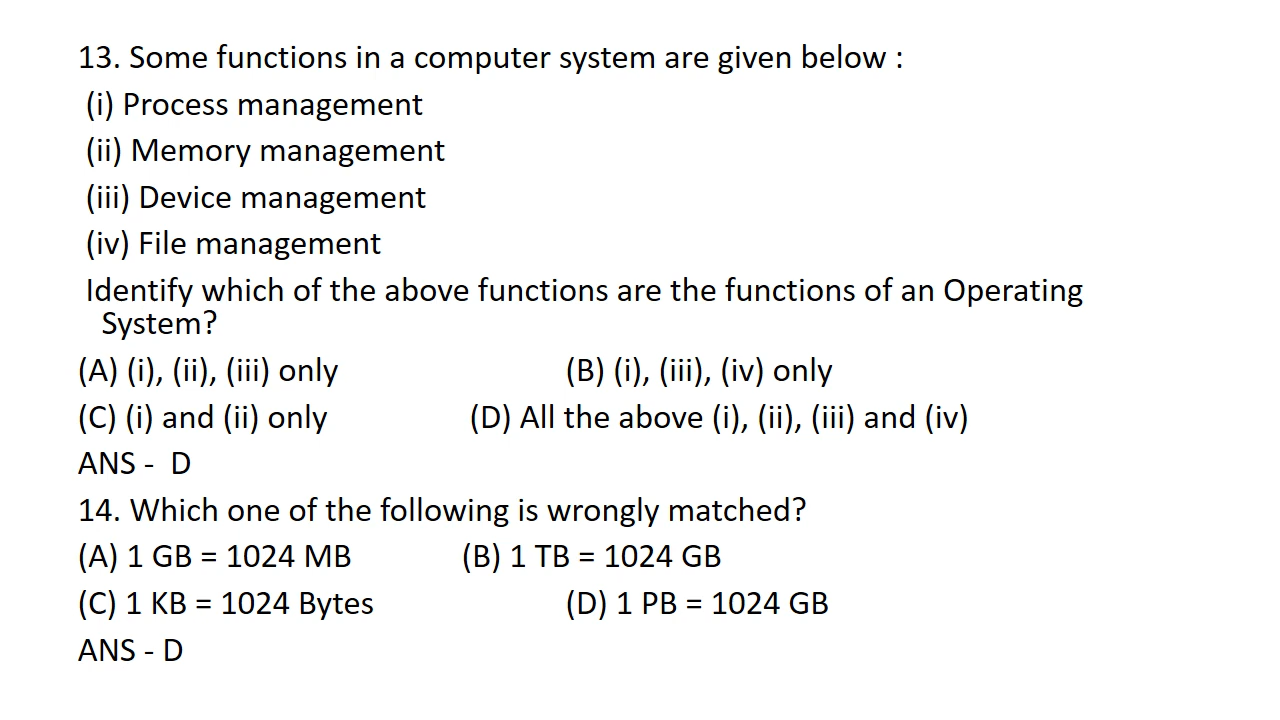 13. Some functions in a computer system are given below :
(i) Process management
(ii) Memory management
(iii) Device management
(iv) File management
Identify which of the above functions are the functions of an Operating
System?
(A) (i), (ii), (iii) only (B) (i), (iii), (iv) only
(C) (i) and (ii) only (D) All the above (i), (ii), (iii) and (iv)
ANS - D
14. Which one of the following is wrongly matched?
(A) 1 GB = 1024 MB (B) 1 TB = 1024 GB
(C) 1 KB = 1024 Bytes (D) 1 PB = 1024 GB
ANS - D